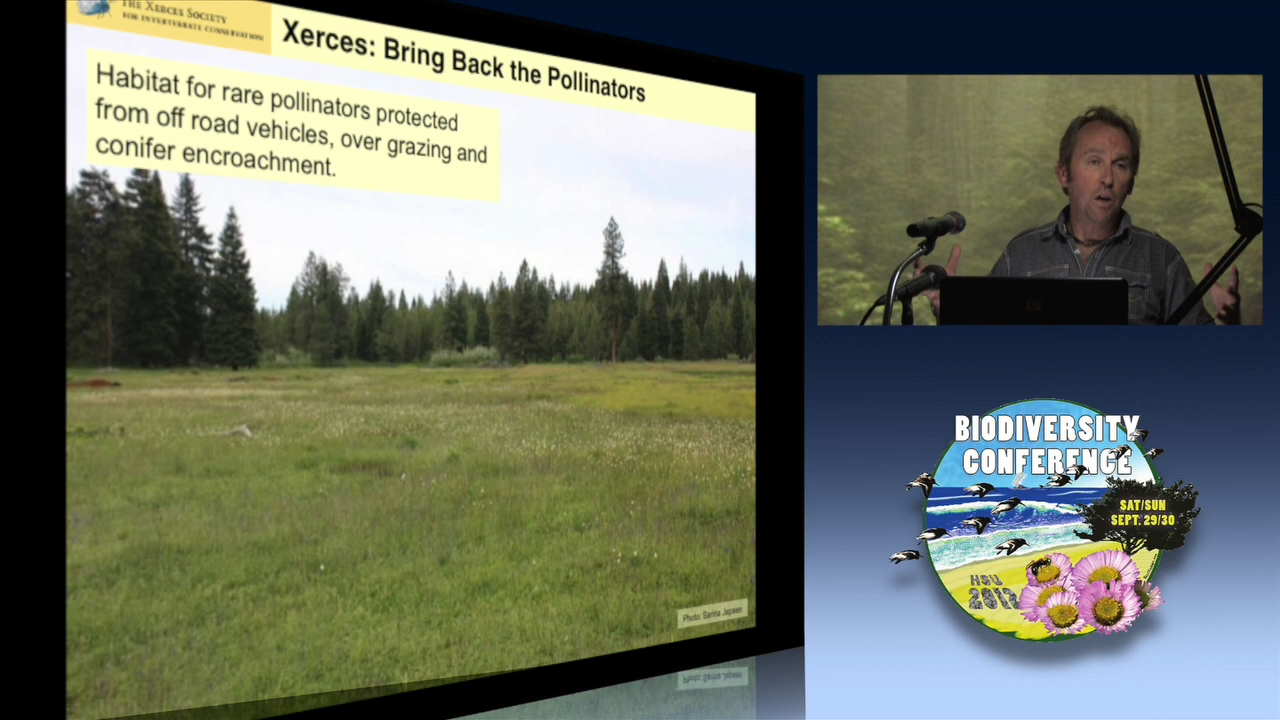 THE XERCES SOCIETY
FOR INVERTEBRATE CONSERVATION
Xerces: Bring Back the Pollinators
Habitat for rare pollinators protected
from off road vehicles, over grazing and
conifer encroachment.
Photo: Sarina Jepsen
BIODIVERSITY
CONFERENCE
SAT/SUN
SEPT. 29/30
HSU
2012